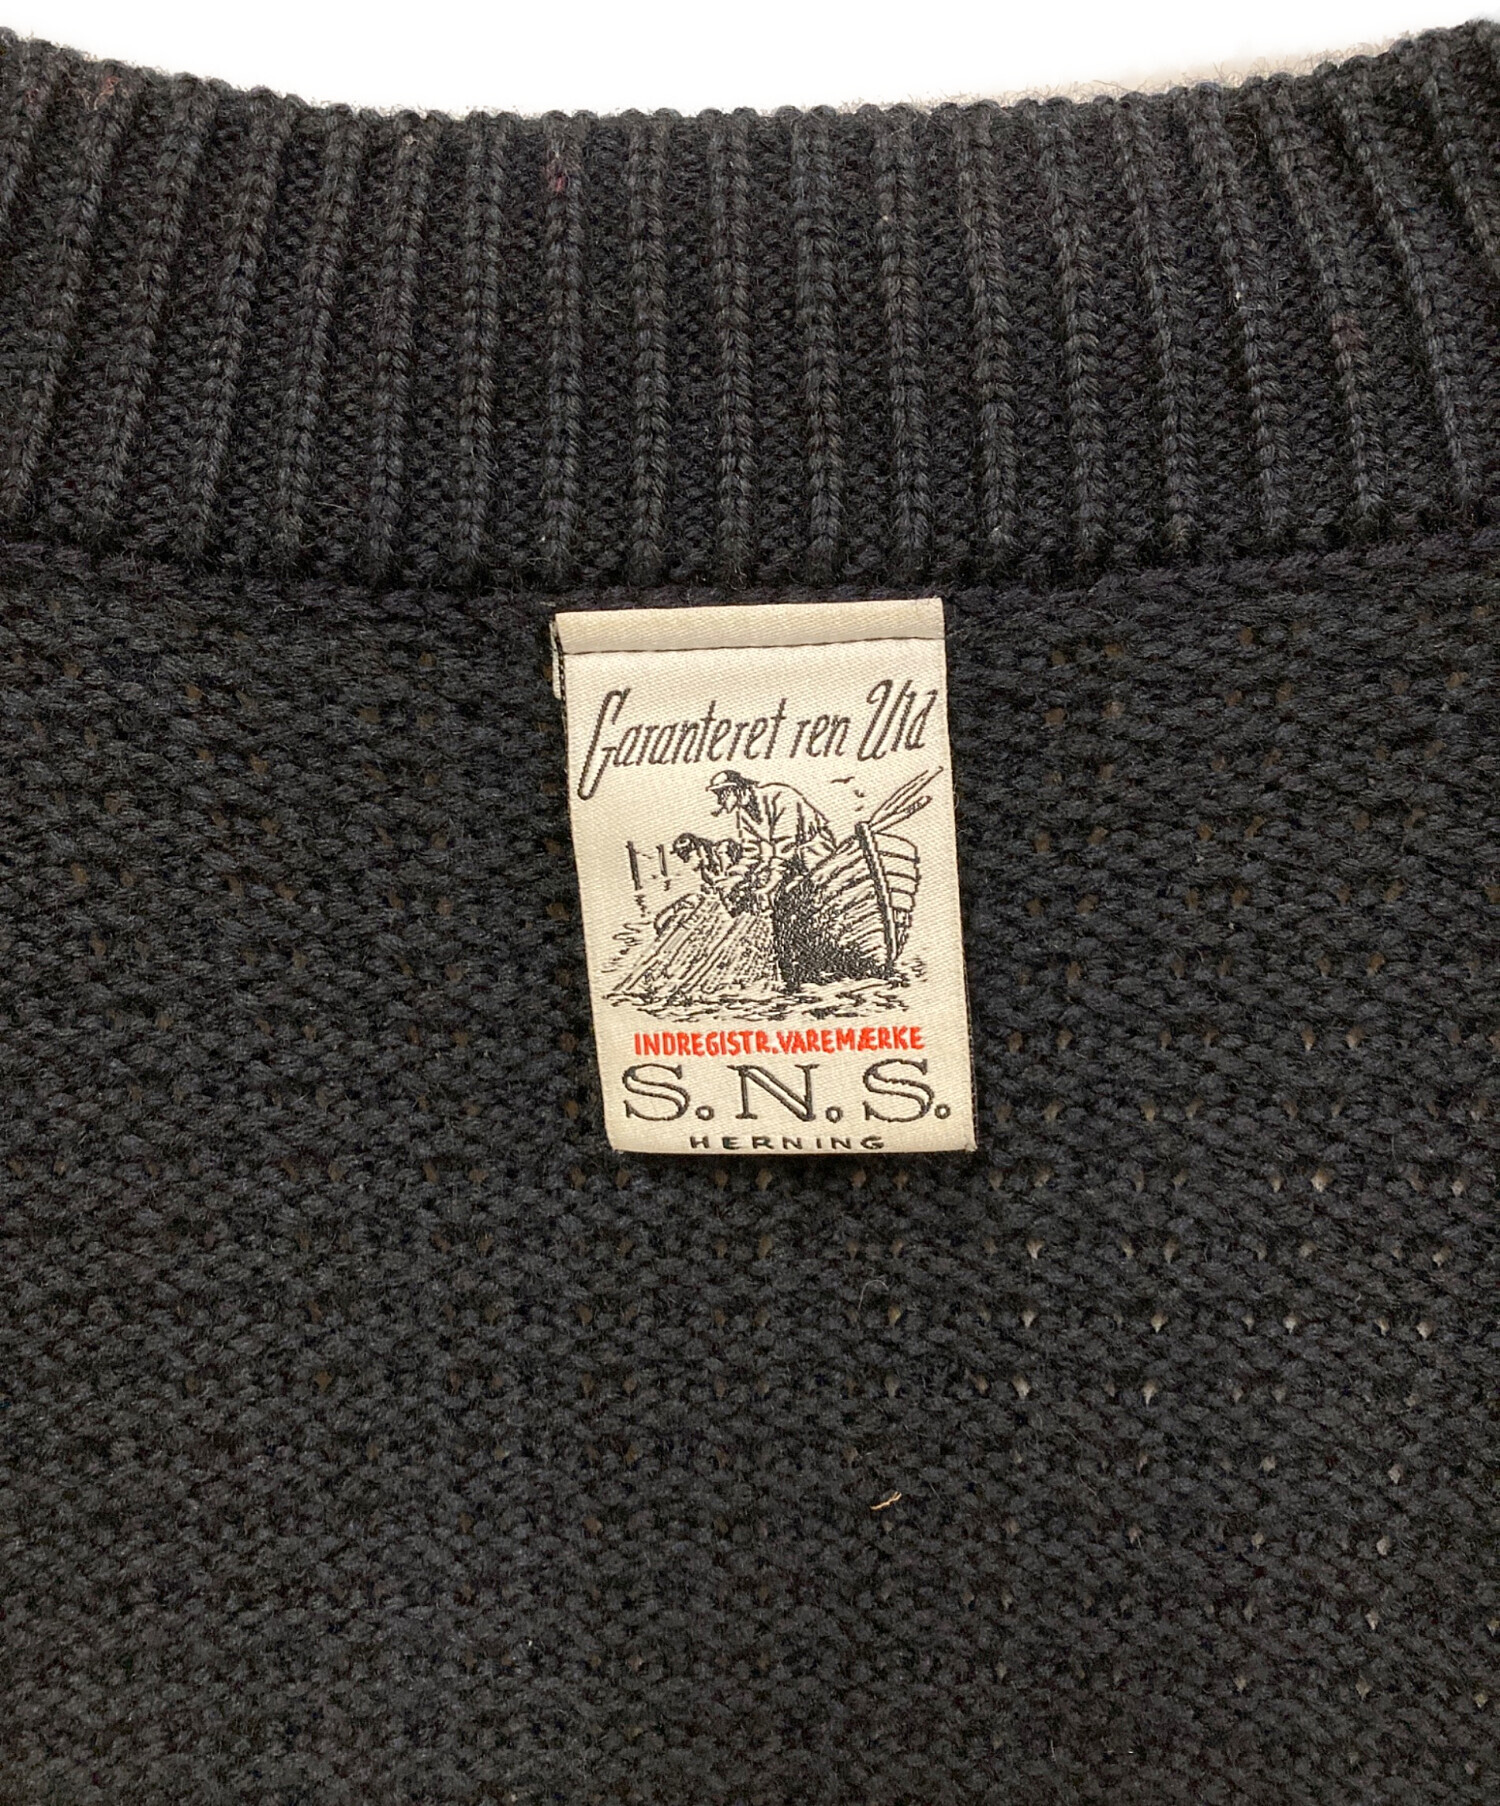 Garanteret ren Uld
INDREGISTR. VAREMÆRKE
S.N.S.
HERNING